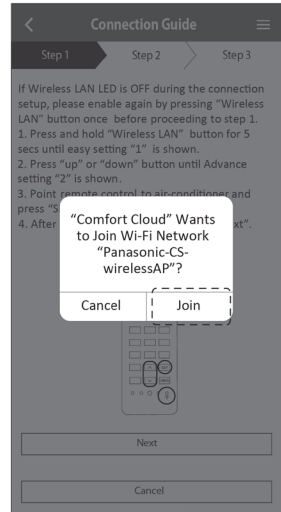 Connection Guide
Step 1
Step 2
Step 3
If Wireless LAN LED is OFF during the connection
setup, please enable again by pressing “Wireless
LAN” button once before proceeding to step 1.
1. Press and hold “Wireless LAN” button for 5
secs until easy setting “1” is shown.
2. Press “up” or “down” button until Advance
setting “2” is shown.
3. Point remote control to air-conditioner and
press “S
4. After
xt”.
“Comfort Cloud” Wants
to Join Wi-Fi Network
“Panasonic-CS-
wirelessAP”?
Cancel
Join
Next
Cancel